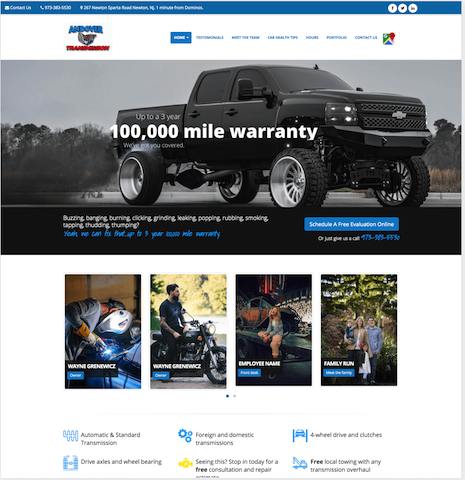 Contact Us 973-383-5530 267 Newton Sparta Road Newton, NJ. 1 minute from Dominos.
ANDOVER
TRANSMISSION
HOME TESTIMONIALS MEET THE TEAM CAR HEALTH TIPS HOURS PORTFOLIO CONTACT US
Up to a 3 year
100,000 mile warranty
We've got you covered.
Buzzing, banging, burning, clicking, grinding, leaking, popping, rubbing, smoking,
tapping, thudding, thumping?
Yeah, we can fix that...up to 3 year 100,000 mile warranty.
Schedule A Free Evaluation Online
Or just give us a call 973-383-5530
WAYNE GRENEWICZ
Owner
WAYNE GRENEWICZ
Owner
EMPLOYEE NAME
Front desk
FAMILY RUN
Meet the family
Automatic & Standard
Transmission
Foreign and domestic
transmissions
4-wheel drive and clutches
Drive axles and wheel bearing
Seeing this? Stop in today for a
free consultation and repair
Free local towing with any
transmission overhaul